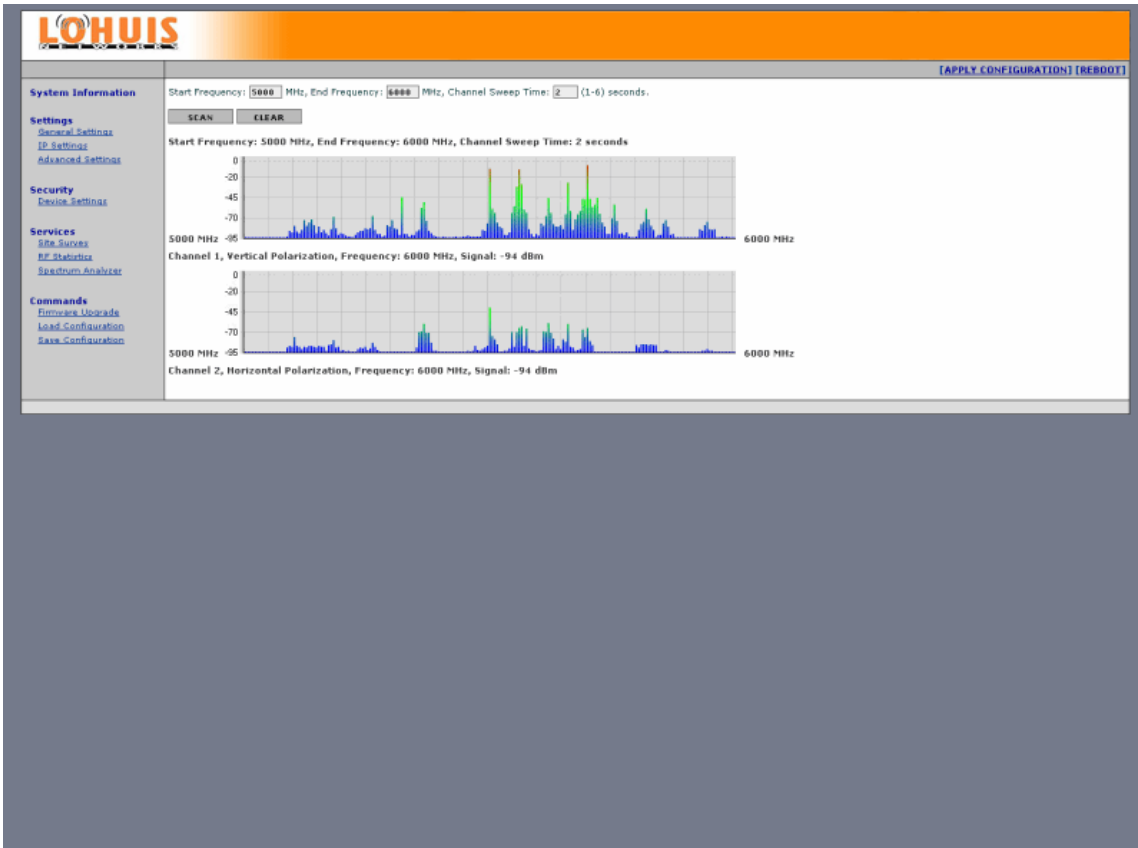 LOHUIS
NETWORKS
[APPLY CONFIGURATION] [REBOOT]
System Information
Settings
General Settings
IP Settings
Advanced Settings
Security
Device Settings
Services
Site Survey
RF Statistics
Spectrum Analyzer
Commands
Firmware Upgrade
Load Configuration
Save Configuration
Start Frequency: 5000 MHz, End Frequency: 6000 MHz, Channel Sweep Time: 2 (1-6) seconds.
SCAN CLEAR
Start Frequency: 5000 MHz, End Frequency: 6000 MHz, Channel Sweep Time: 2 seconds
0
-20
-45
-70
5000 MHz -95 6000 MHz
Channel 1, Vertical Polarization, Frequency: 6000 MHz, Signal: -94 dBm
0
-20
-45
-70
5000 MHz -95 6000 MHz
Channel 2, Horizontal Polarization, Frequency: 6000 MHz, Signal: -94 dBm